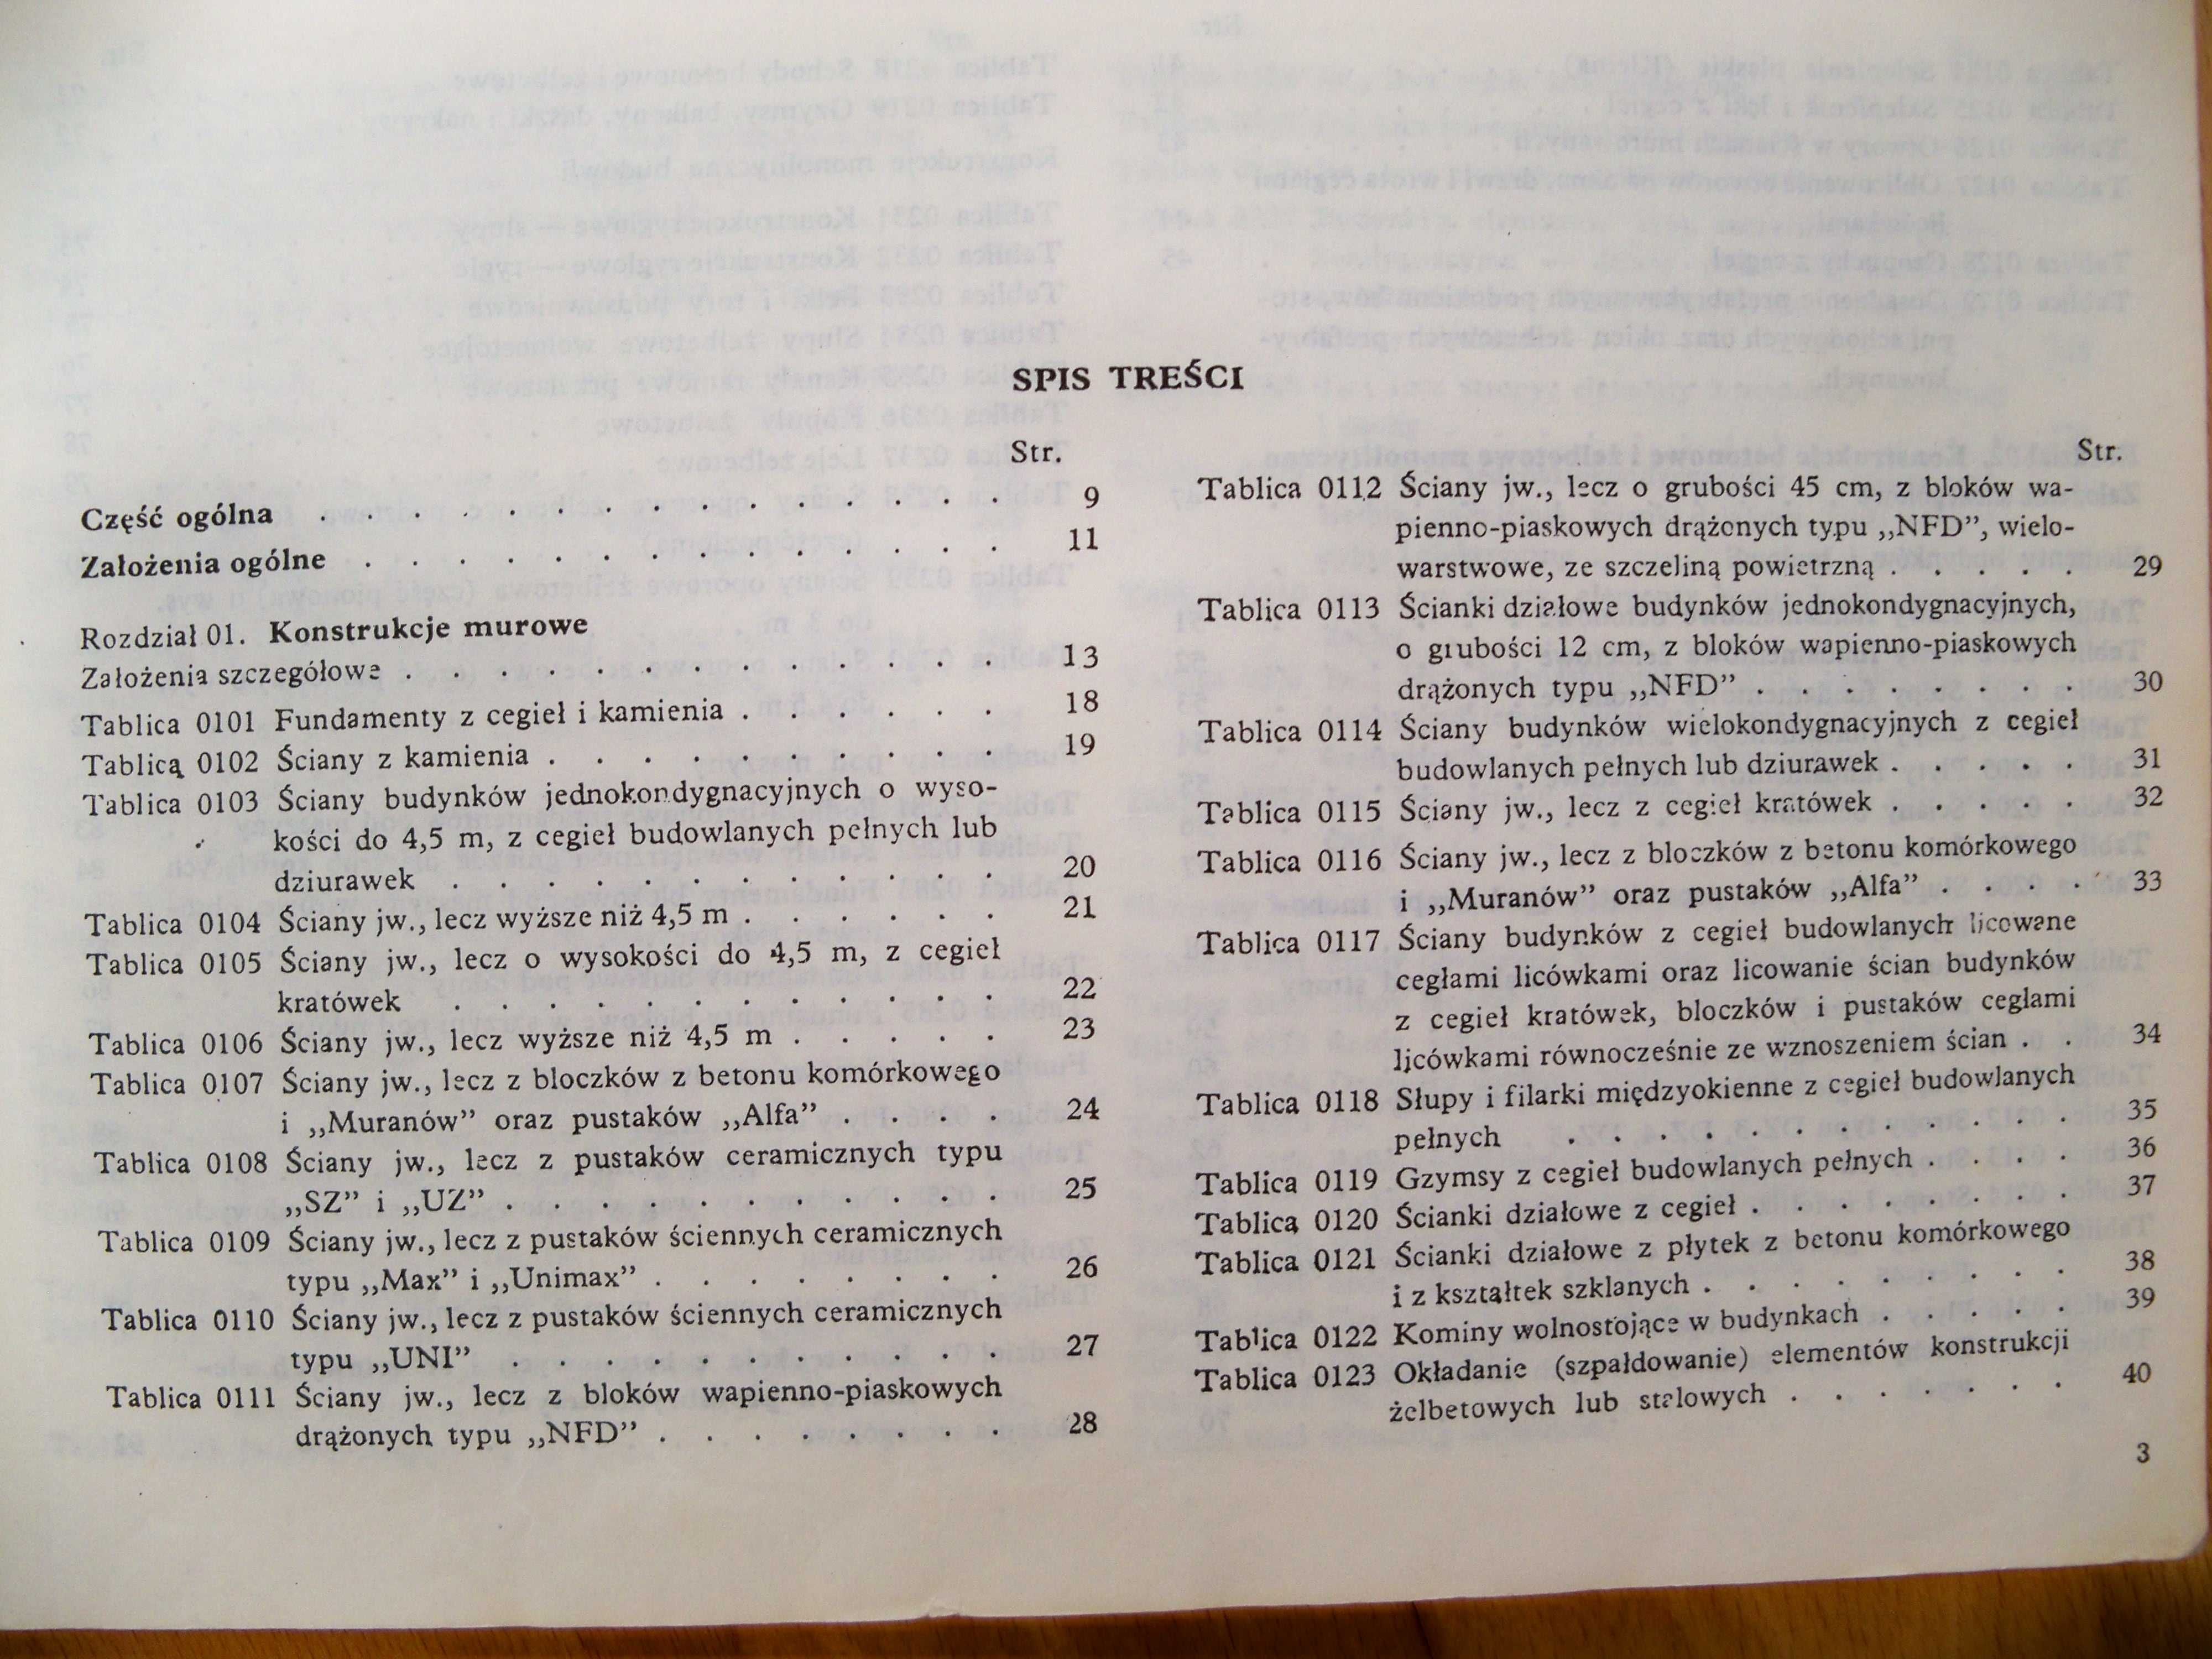 SPIS TREŚCI
Str.
Część ogólna . . . . . . . . . . . . . . . 9
Założenia ogólne . . . . . . . . . . . . . . 11
Rozdział 01. Konstrukcje murowe
Założenia szczegółowe . . . . . . . . . . . . . 13
Tablica 0101 Fundamenty z cegieł i kamienia . . . . . . 18
Tablica 0102 Ściany z kamienia . . . . . . . . . . 19
Tablica 0103 Ściany budynków jednokondygnacyjnych o wyso-
kości do 4,5 m, z cegieł budowlanych pełnych lub
dziurawek . . . . . . . . . . . . 20
Tablica 0104 Ściany jw., lecz wyższe niż 4,5 m . . . . . . 21
Tablica 0105 Ściany jw., lecz o wysokości do 4,5 m, z cegieł
kratówek . . . . . . . . . . . . 22
Tablica 0106 Ściany jw., lecz wyższe niż 4,5 m . . . . . 23
Tablica 0107 Ściany jw., lecz z bloczków z betonu komórkowego
i „Muranów” oraz pustaków „Alfa” . . . . 24
Tablica 0108 Ściany jw., lecz z pustaków ceramicznych typu
„SZ” i „UZ” . . . . . . . . . . . 25
Tablica 0109 Ściany jw., lecz z pustaków ściennych ceramicznych
typu „Max” i „Unimax” . . . . . . . . 26
Tablica 0110 Ściany jw., lecz z pustaków ściennych ceramicznych
typu „UNI” . . . . . . . . . . . 27
Tablica 0111 Ściany jw., lecz z bloków wapienno-piaskowych
drążonych typu „NFD” . . . . . . . . 28
Str.
Tablica 0112 Ściany jw., lecz o grubości 45 cm, z bloków wa-
pienno-piaskowych drążonych typu „NFD”, wielo-
warstwowe, ze szczeliną powietrzną . . . . . 29
Tablica 0113 Ścianki działowe budynków jednokondygnacyjnych,
o grubości 12 cm, z bloków wapienno-piaskowych
drążonych typu „NFD” . . . . . . . . 30
Tablica 0114 Ściany budynków wielokondygnacyjnych z cegieł
budowlanych pełnych lub dziurawek . . . . . 31
Tablica 0115 Ściany jw., lecz z cegieł kratówek . . . . . 32
Tablica 0116 Ściany jw., lecz z bloczków z betonu komórkowego
i „Muranów” oraz pustaków „Alfa” . . . . 33
Tablica 0117 Ściany budynków z cegieł budowlanych licowane
cegłami licówkami oraz licowanie ścian budynków
z cegieł kratówek, bloczków i pustaków cegłami
licówkami równocześnie ze wznoszeniem ścian . . 34
Tablica 0118 Słupy i filarki międzyokienne z cegieł budowlanych
pełnych . . . . . . . . . . . . 35
Tablica 0119 Gzymsy z cegieł budowlanych pełnych . . . . 36
Tablica 0120 Ścianki działowe z cegieł . . . . . . . . 37
Tablica 0121 Ścianki działowe z płytek z betonu komórkowego
i z kształtek szklanych . . . . . . . . . 38
Tablica 0122 Kominy wolnostojące w budynkach . . . . . 39
Tablica 0123 Okładanie (szpałdowanie) elementów konstrukcji
żelbetowych lub stalowych . . . . . . . 40
3